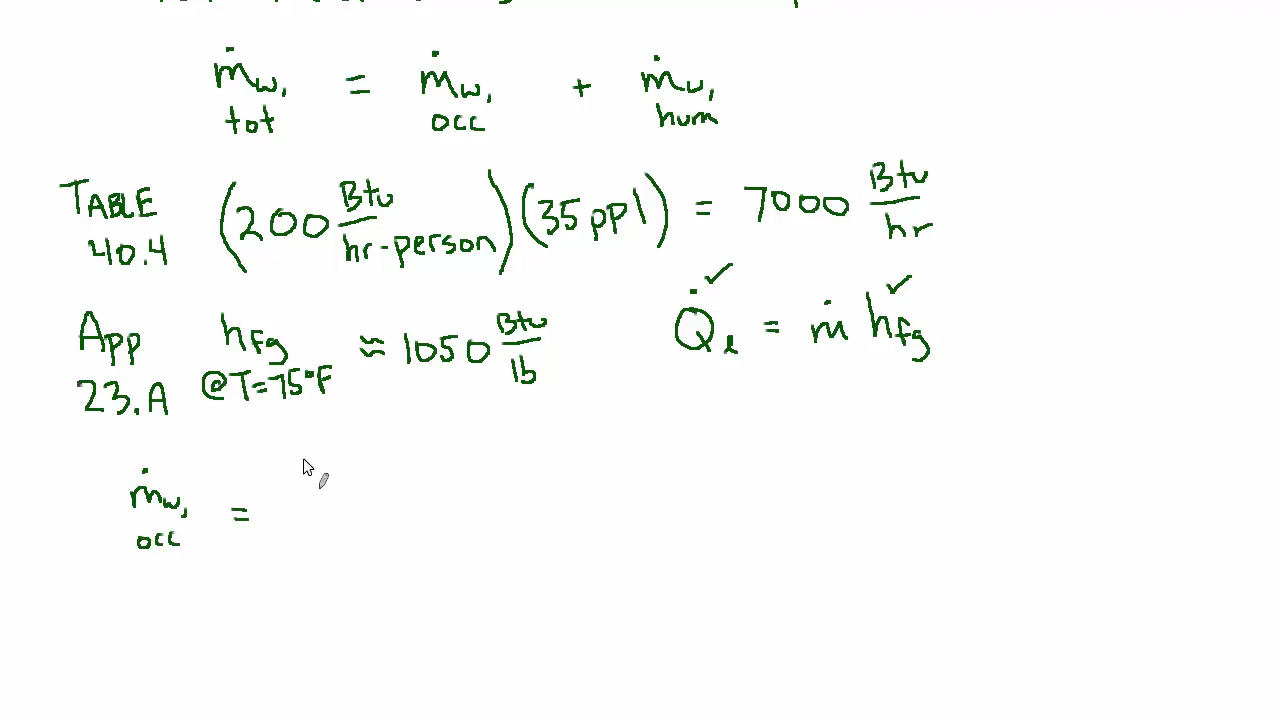 ṁw,tot = ṁw,occ + ṁw,hum
TABLE 40.4 (200 Btu/hr-person)(35 ppl) = 7000 Btu/hr
App 23.A hfg @T=75°F ≈ 1050 Btu/lb
Q̇l = ṁ hfg
ṁw,occ =